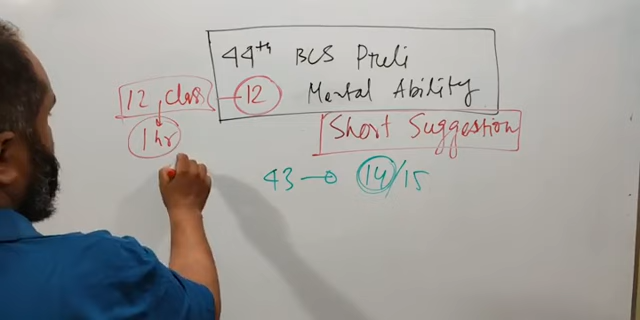 44th BCS Preli
12 Mental Ability
12, class
1 hr
Short Suggestion
43 → 14/15